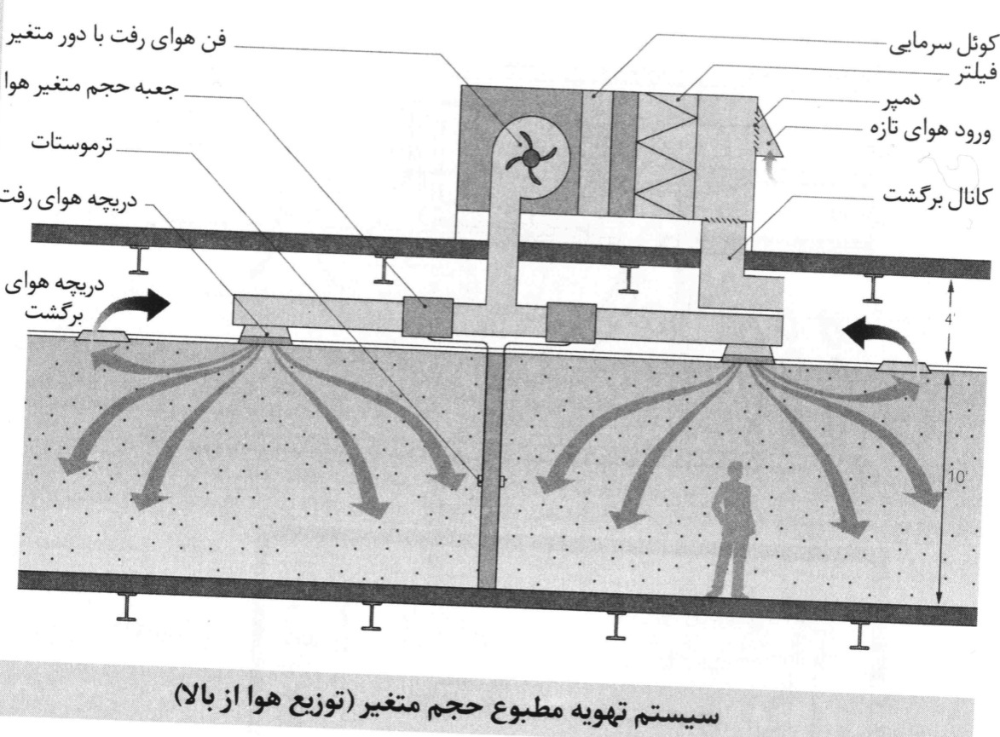 کوئل سرمایی
فیلتر
دمپر
ورود هوای تازه
کانال برگشت
فن هوای رفت با دور متغیر
جعبه حجم متغیر هوا
ترموستات
دریچه هوای رفت
دریچه هوای
برگشت
4'
10'
سیستم تهویه مطبوع حجم متغیر (توزیع هوا از بالا)